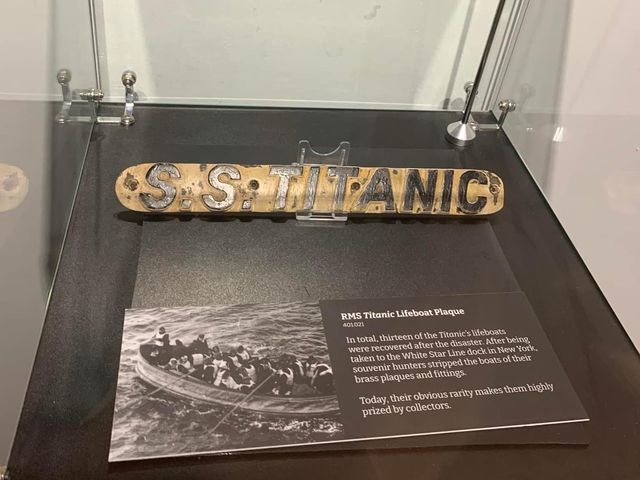 S.S. TITANIC
RMS Titanic Lifeboat Plaque
401021
In total, thirteen of the Titanic's lifeboats
were recovered after the disaster. After being
taken to the White Star Line dock in New York,
souvenir hunters stripped the boats of their
brass plaques and fittings.
Today, their obvious rarity makes them highly
prized by collectors.